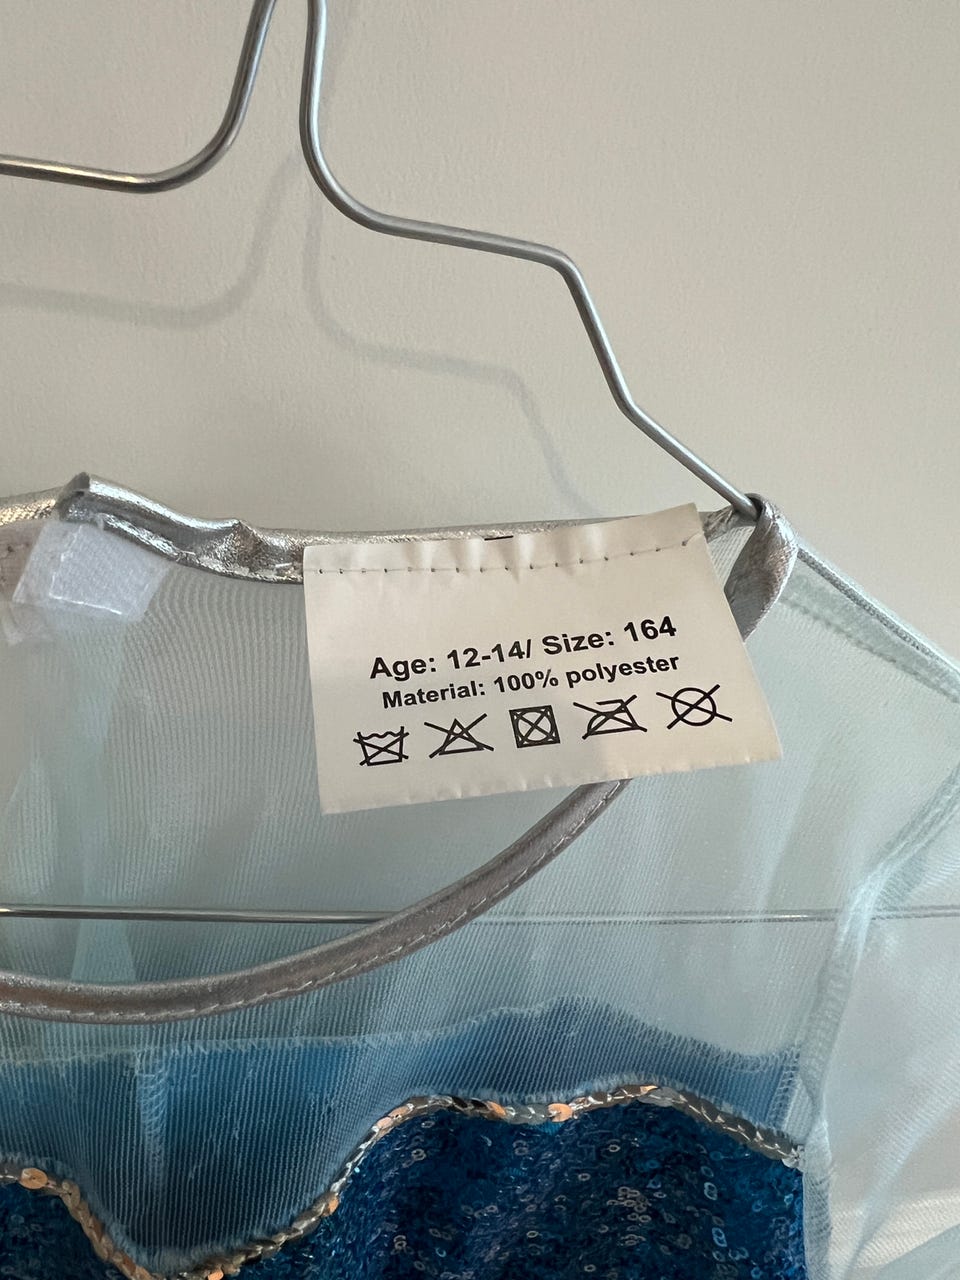 Age: 12-14/ Size: 164
Material: 100% polyester